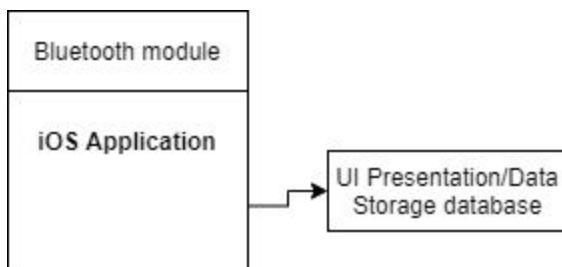 Bluetooth module
iOS Application
UI Presentation/Data
Storage database